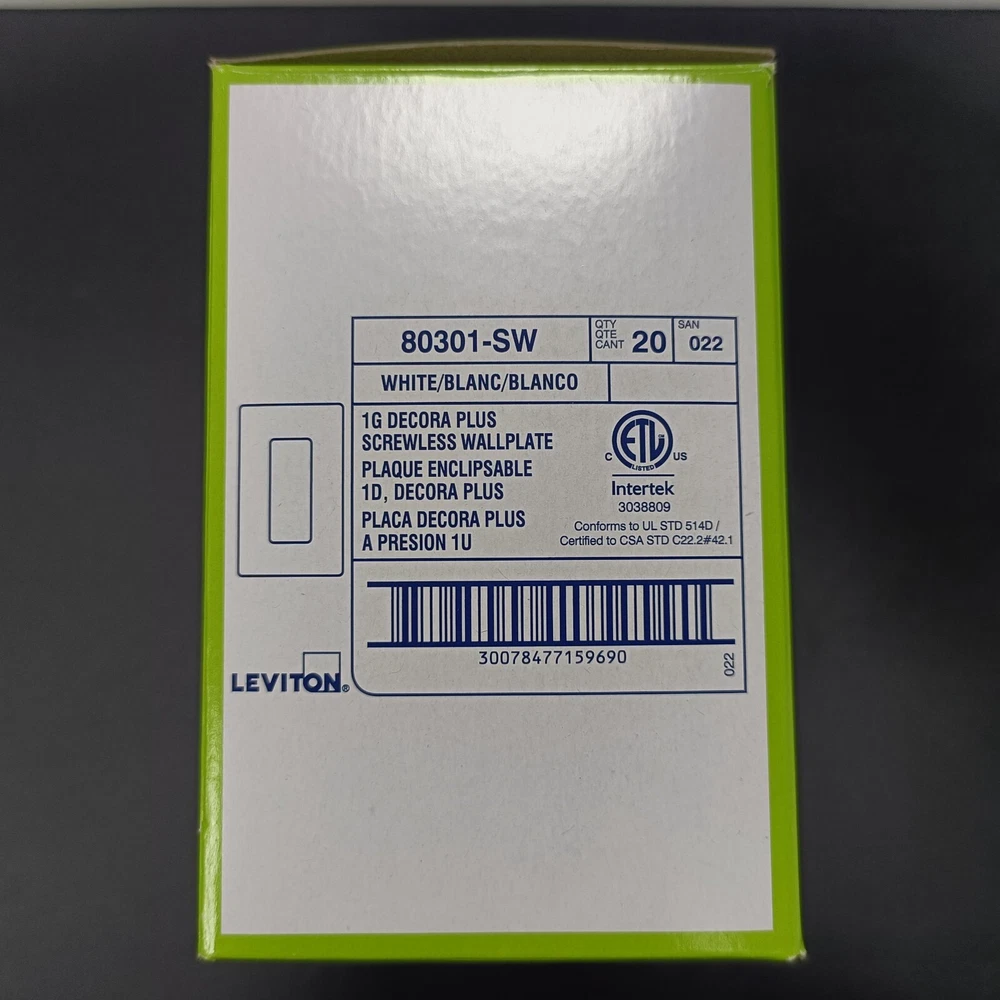 80301-SW
QTY
QTE
CANT
20
SAN
022
WHITE/BLANC/BLANCO
1G DECORA PLUS
SCREWLESS WALLPLATE
PLAQUE ENCLIPSABLE
1D, DECORA PLUS
PLACA DECORA PLUS
A PRESION 1U
C ETL US
LISTED
Intertek
3038809
Conforms to UL STD 514D /
Certified to CSA STD C22.2#42.1
30078477159690
022
LEVITON®